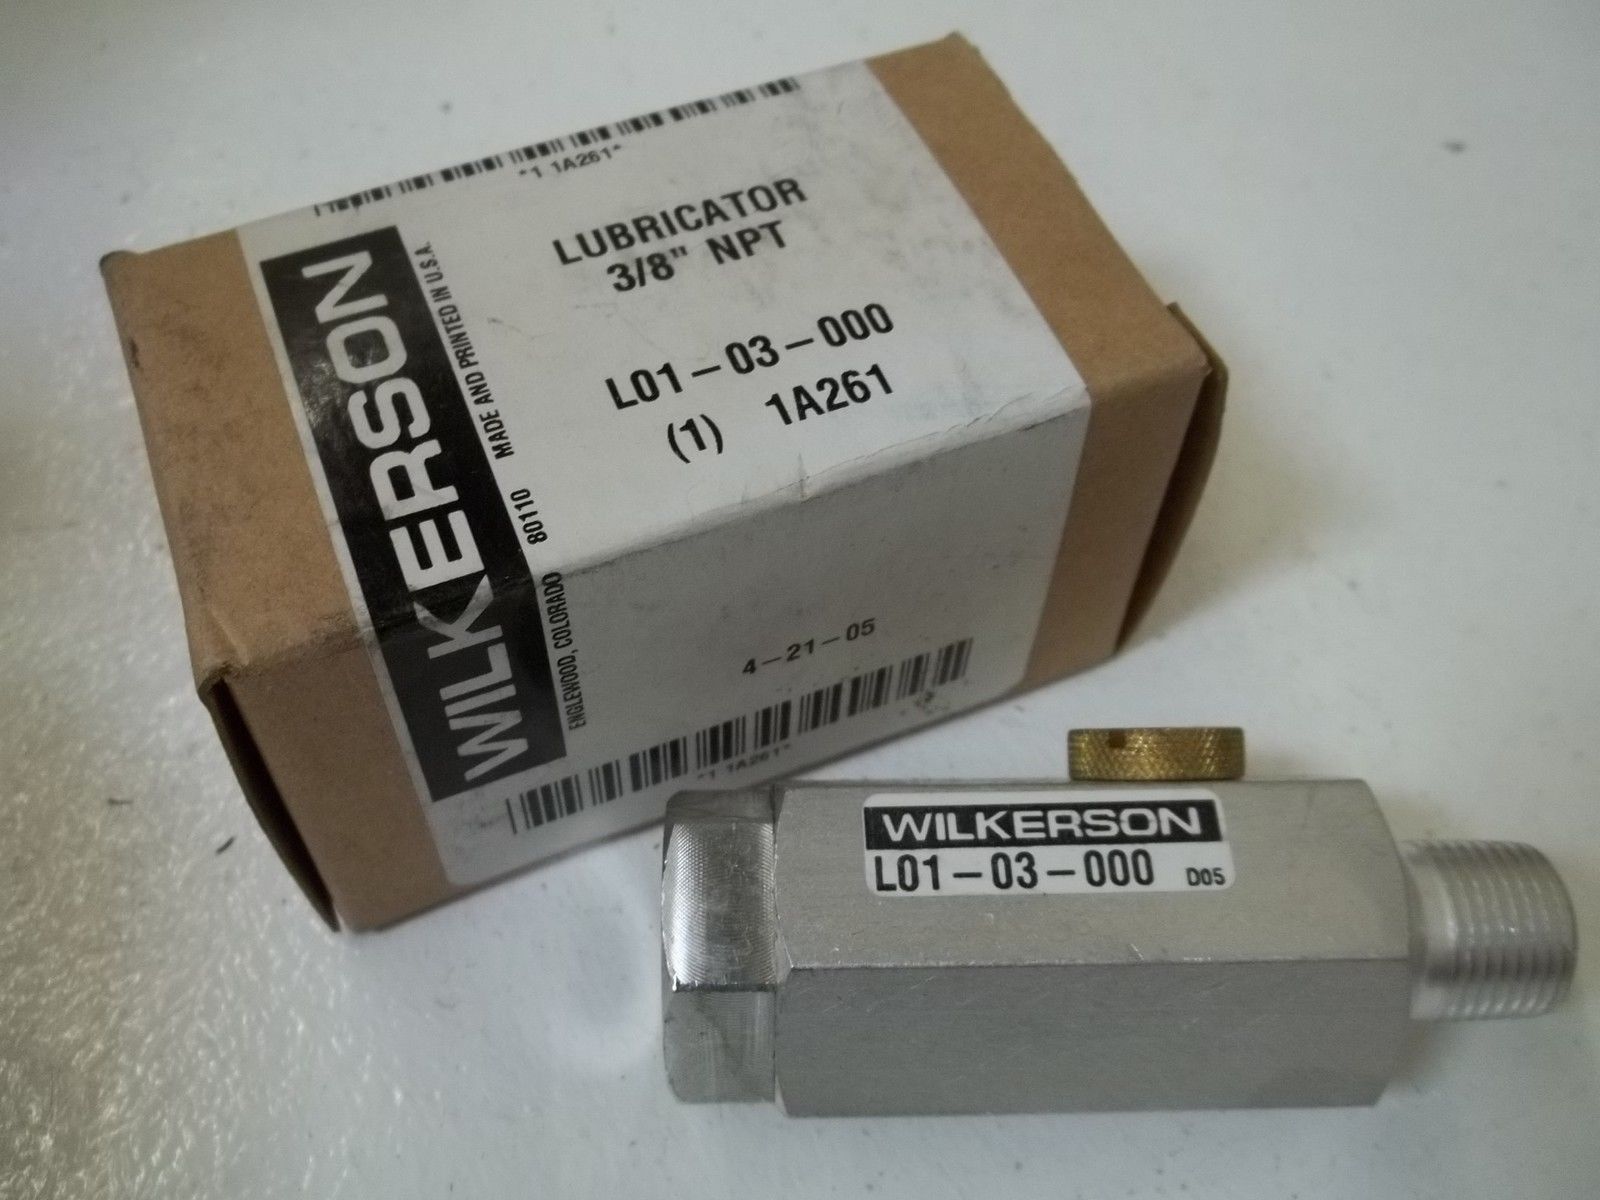 *1 1A261*
LUBRICATOR
3/8" NPT
L01-03-000
(1) 1A261
WILKERSON
ENGLEWOOD, COLORADO 80110 MADE AND PRINTED IN U.S.A.
4-21-05
*1 1A261*
WILKERSON
L01-03-000 D05